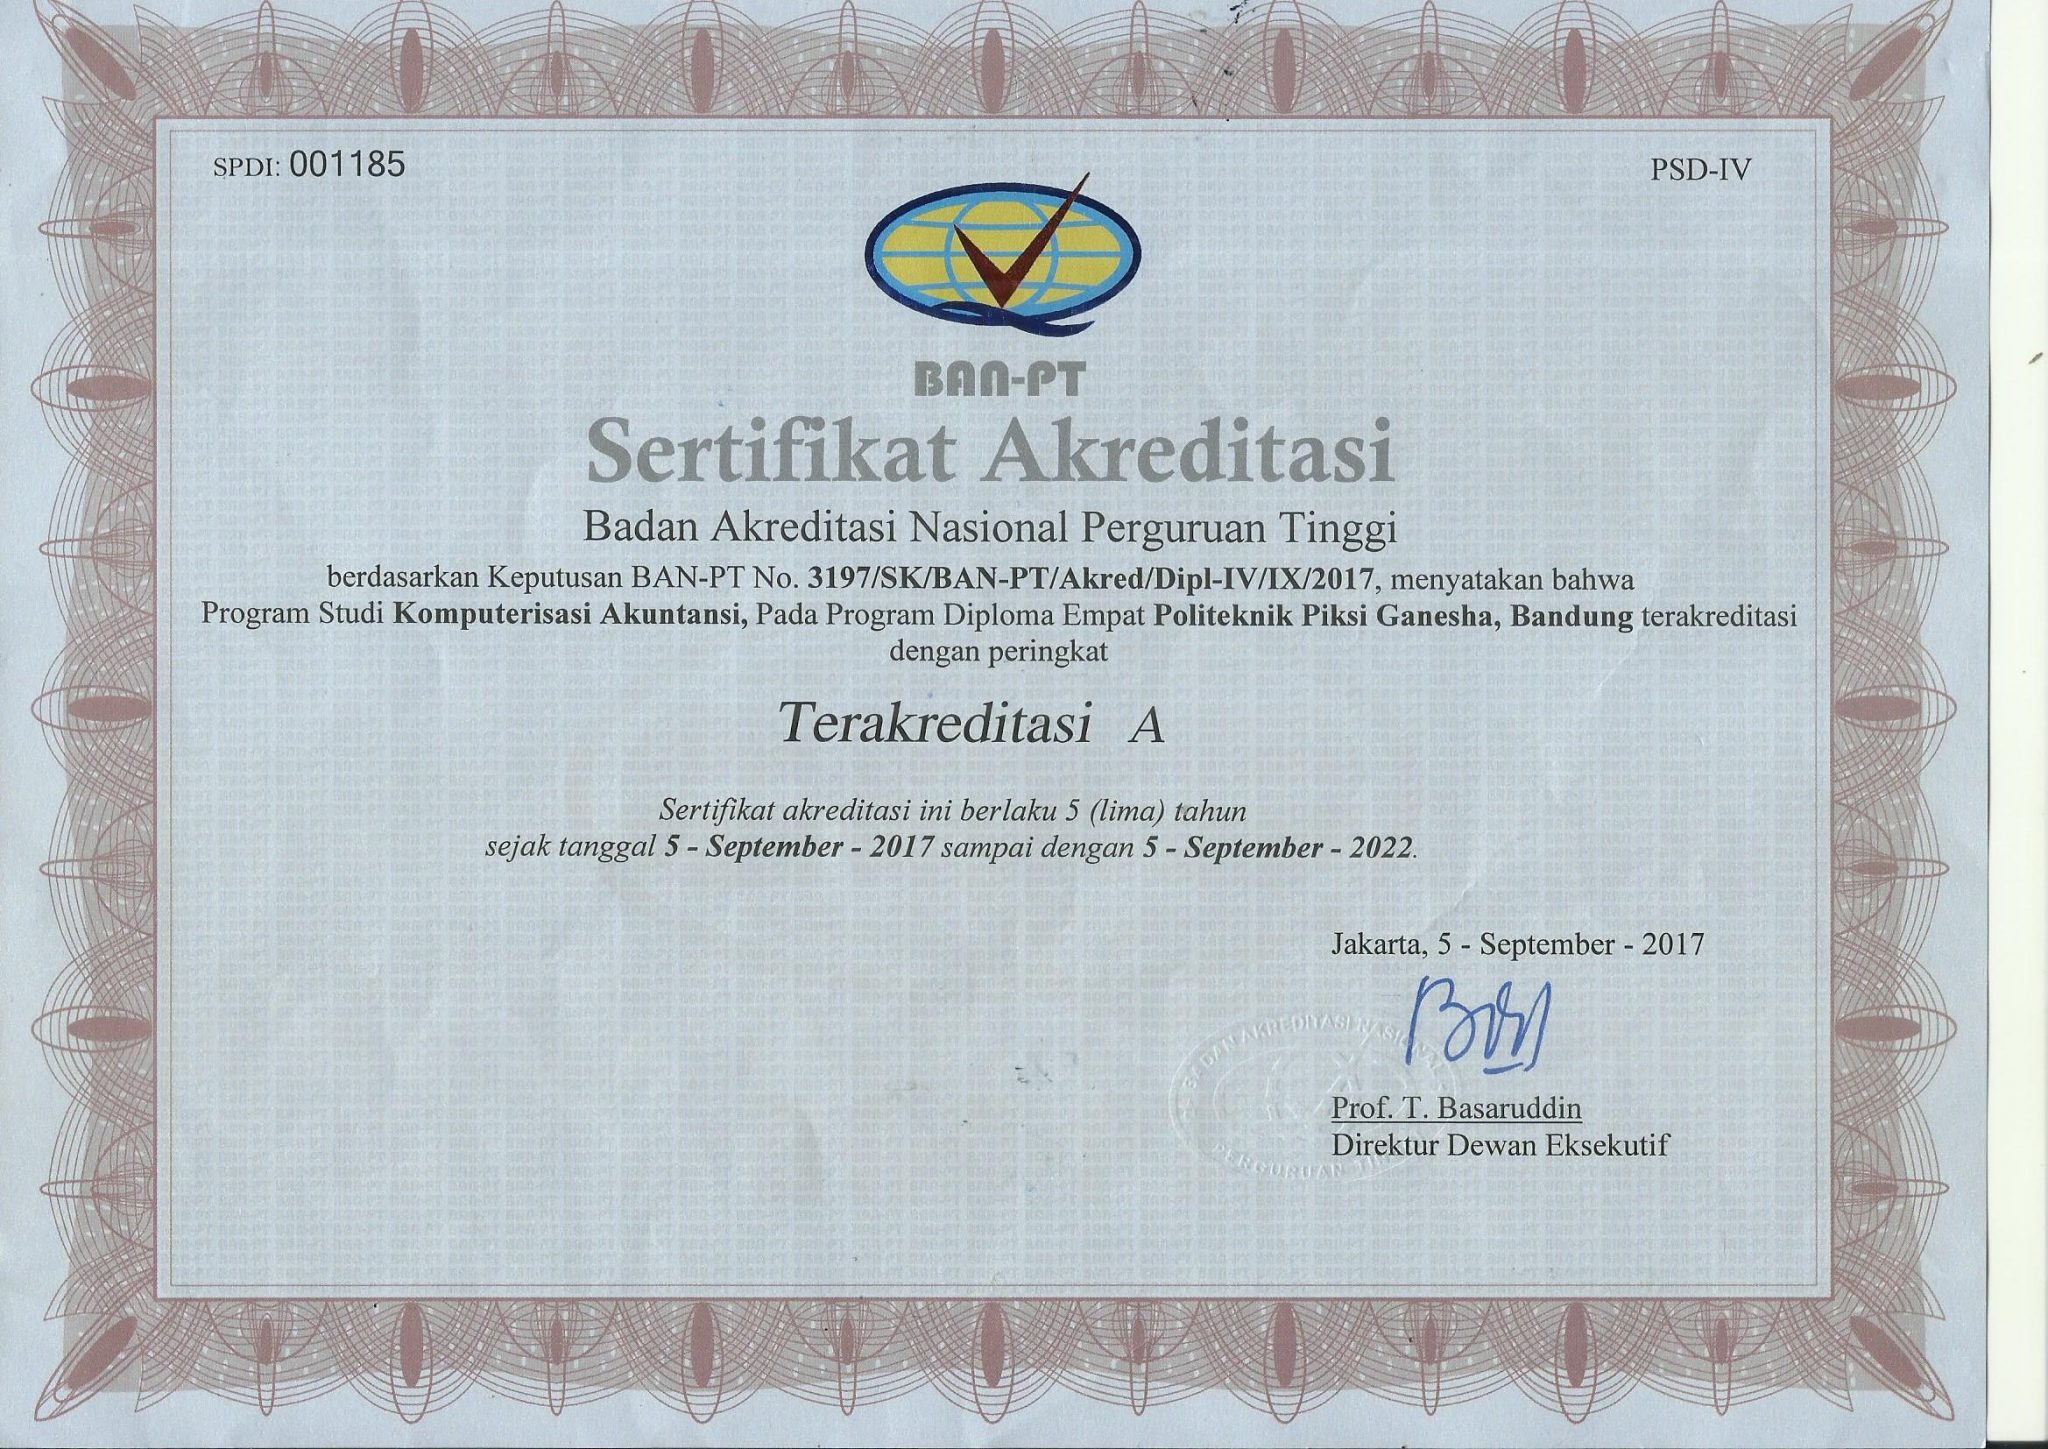 SPDI: 001185
PSD-IV
BAN-PT
Sertifikat Akreditasi
Badan Akreditasi Nasional Perguruan Tinggi
berdasarkan Keputusan BAN-PT No. 3197/SK/BAN-PT/Akred/Dipl-IV/IX/2017, menyatakan bahwa
Program Studi Komputerisasi Akuntansi, Pada Program Diploma Empat Politeknik Piksi Ganesha, Bandung terakreditasi
dengan peringkat
Terakreditasi A
Sertifikat akreditasi ini berlaku 5 (lima) tahun
sejak tanggal 5 - September - 2017 sampai dengan 5 - September - 2022.
Jakarta, 5 - September - 2017
BADAN AKREDITASI NASIONAL
PERGURUAN
Prof. T. Basaruddin
Direktur Dewan Eksekutif